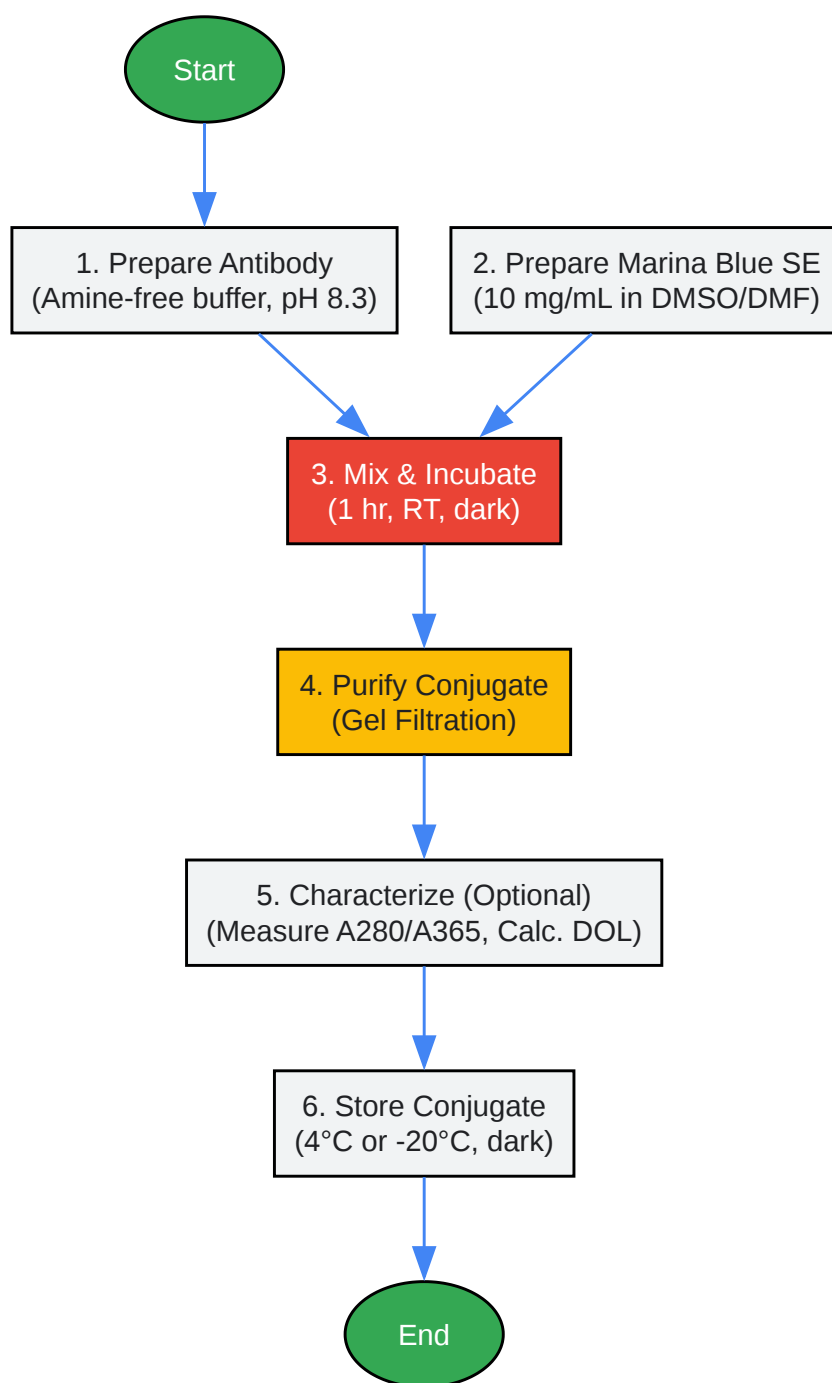 Start
1. Prepare Antibody
(Amine-free buffer, pH 8.3)
2. Prepare Marina Blue SE
(10 mg/mL in DMSO/DMF)
3. Mix & Incubate
(1 hr, RT, dark)
4. Purify Conjugate
(Gel Filtration)
5. Characterize (Optional)
(Measure A280/A365, Calc. DOL)
6. Store Conjugate
(4°C or -20°C, dark)
End